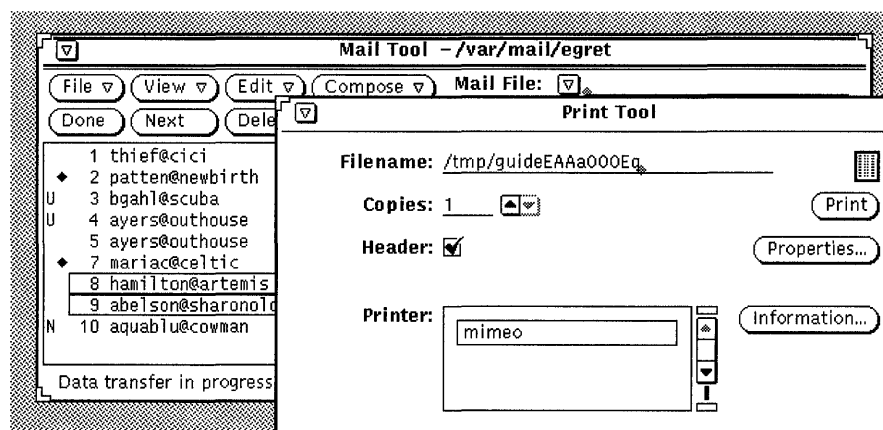 Mail Tool - /var/mail/egret
File View Edit Compose Mail File:
Done Next Dele
Print Tool
1 thief@cici
2 patten@newbirth
U 3 bgahl@scuba
U 4 ayers@outhouse
5 ayers@outhouse
7 mariac@celtic
8 hamilton@artemis
9 abelson@sharonolo
N 10 aquablu@cowman
Data transfer in progress
Filename: /tmp/guideEAAa000Eq
Copies: 1
Print
Header:
Properties...
Printer:
mimeo
Information...